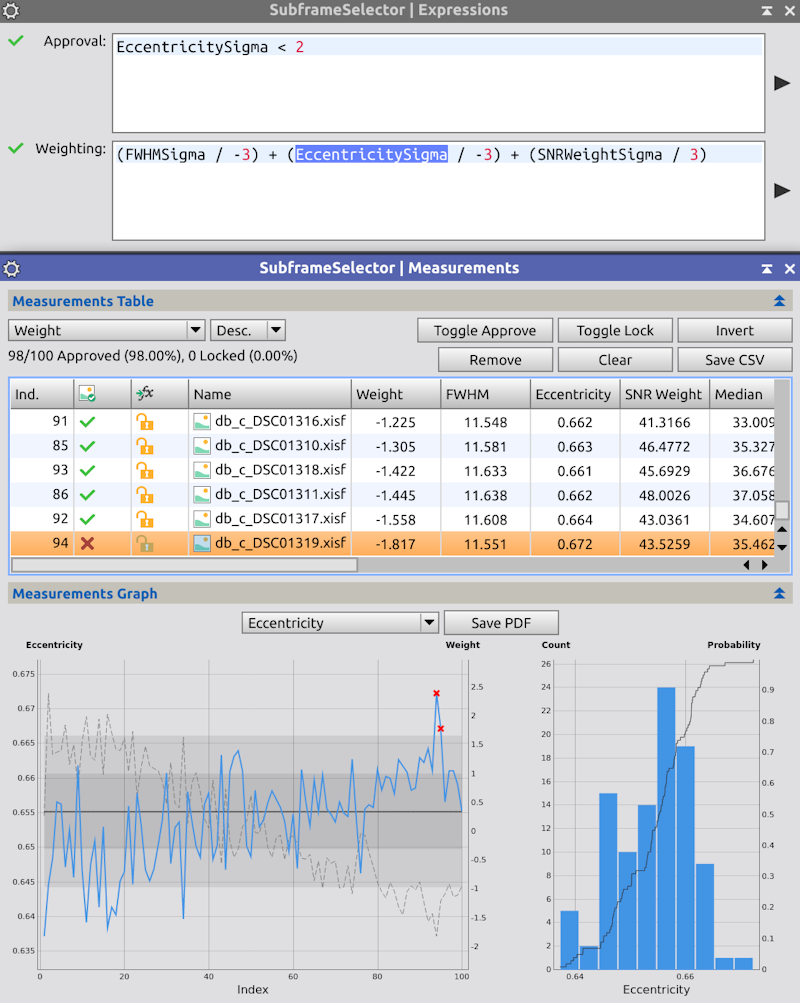 SubframeSelector | Expressions
Approval: EccentricitySigma < 2
Weighting: (FWHMSigma / -3) + (EccentricitySigma / -3) + (SNRWeightSigma / 3)
SubframeSelector | Measurements
Measurements Table
Weight Desc. Toggle Approve Toggle Lock Invert
98/100 Approved (98.00%), 0 Locked (0.00%) Remove Clear Save CSV
Ind. fx Name Weight FWHM Eccentricity SNR Weight Median
91 db_c_DSC01316.xisf -1.225 11.548 0.662 41.3166 33.009
85 db_c_DSC01310.xisf -1.305 11.581 0.663 46.4772 35.327
93 db_c_DSC01318.xisf -1.422 11.633 0.661 45.6929 36.676
86 db_c_DSC01311.xisf -1.445 11.638 0.662 48.0026 37.058
92 db_c_DSC01317.xisf -1.558 11.608 0.664 43.0361 34.607
94 db_c_DSC01319.xisf -1.817 11.551 0.672 43.5259 35.462
Measurements Graph
Eccentricity Save PDF
Eccentricity Weight Count Probability
0.675
0.67
0.665
0.66
0.655
0.65
0.645
0.64
0.635
2.5
2
1.5
1
0.5
0
-0.5
-1
-1.5
-2
0 20 40 60 80 100
Index
26
24
22
20
18
16
14
12
10
8
6
4
2
0
0.9
0.8
0.7
0.6
0.5
0.4
0.3
0.2
0.1
0
0.64 0.66
Eccentricity